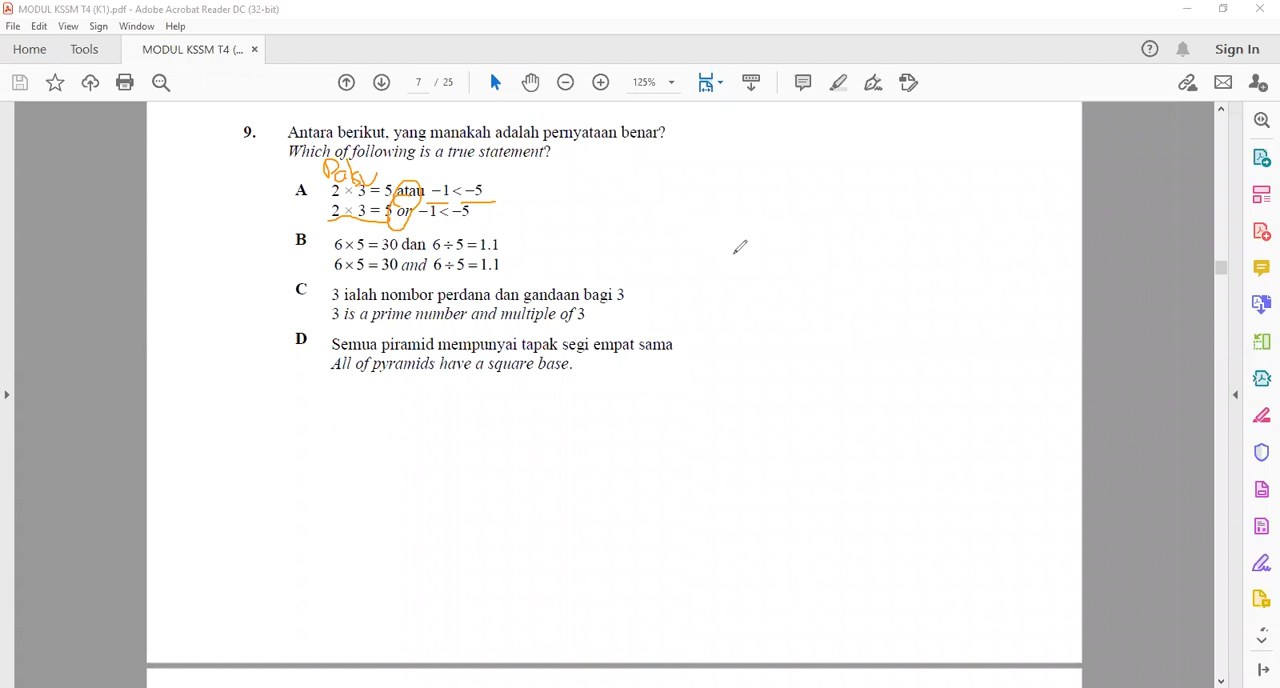 MODUL KSSM T4 (K1).pdf - Adobe Acrobat Reader DC (32-bit)
File Edit View Sign Window Help
Home Tools MODUL KSSM T4 (... × Sign In
7 / 25 125%
9. Antara berikut, yang manakah adalah pernyataan benar?
Which of following is a true statement?
Palsu
A 2 × 3 = 5 atau −1 < −5
2 × 3 = 5 or −1 < −5
B 6 × 5 = 30 dan 6 ÷ 5 = 1.1
6 × 5 = 30 and 6 ÷ 5 = 1.1
C 3 ialah nombor perdana dan gandaan bagi 3
3 is a prime number and multiple of 3
D Semua piramid mempunyai tapak segi empat sama
All of pyramids have a square base.